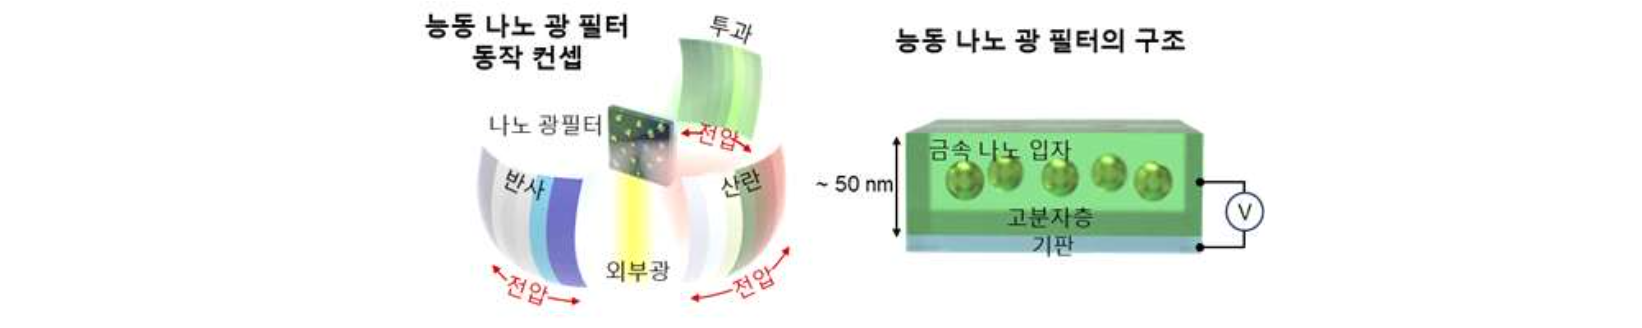 능동 나노 광 필터
동작 컨셉
투과
나노 광필터
전압
반사
산란
외부광
전압
전압
능동 나노 광 필터의 구조
금속 나노 입자
~ 50 nm
고분자층
기판
V